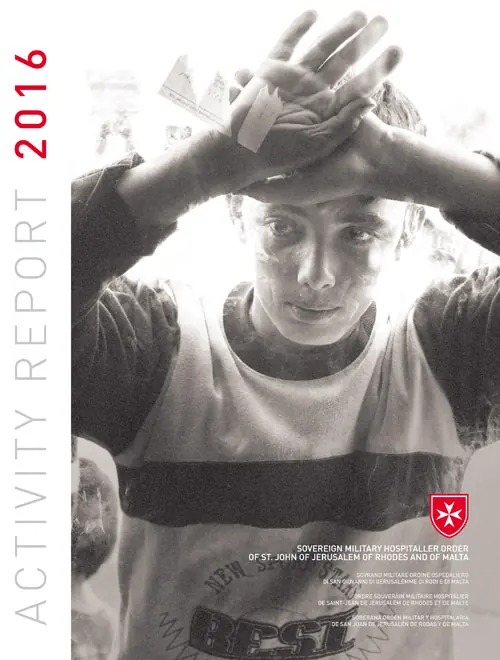 ACTIVITY REPORT 2016
SOVEREIGN MILITARY HOSPITALLER ORDER
OF ST. JOHN OF JERUSALEM OF RHODES AND OF MALTA
SOVRANO MILITARE ORDINE OSPEDALIERO
DI SAN GIOVANNI DI GERUSALEMME DI RODI E DI MALTA
ORDRE SOUVERAIN MILITAIRE HOSPITALIER
DE SAINT-JEAN DE JÉRUSALEM DE RHODES ET DE MALTE
SOBERANA ORDEN MILITAR Y HOSPITALARIA
DE SAN JUAN DE JERUSALÉN DE RODAS Y DE MALTA
BEST